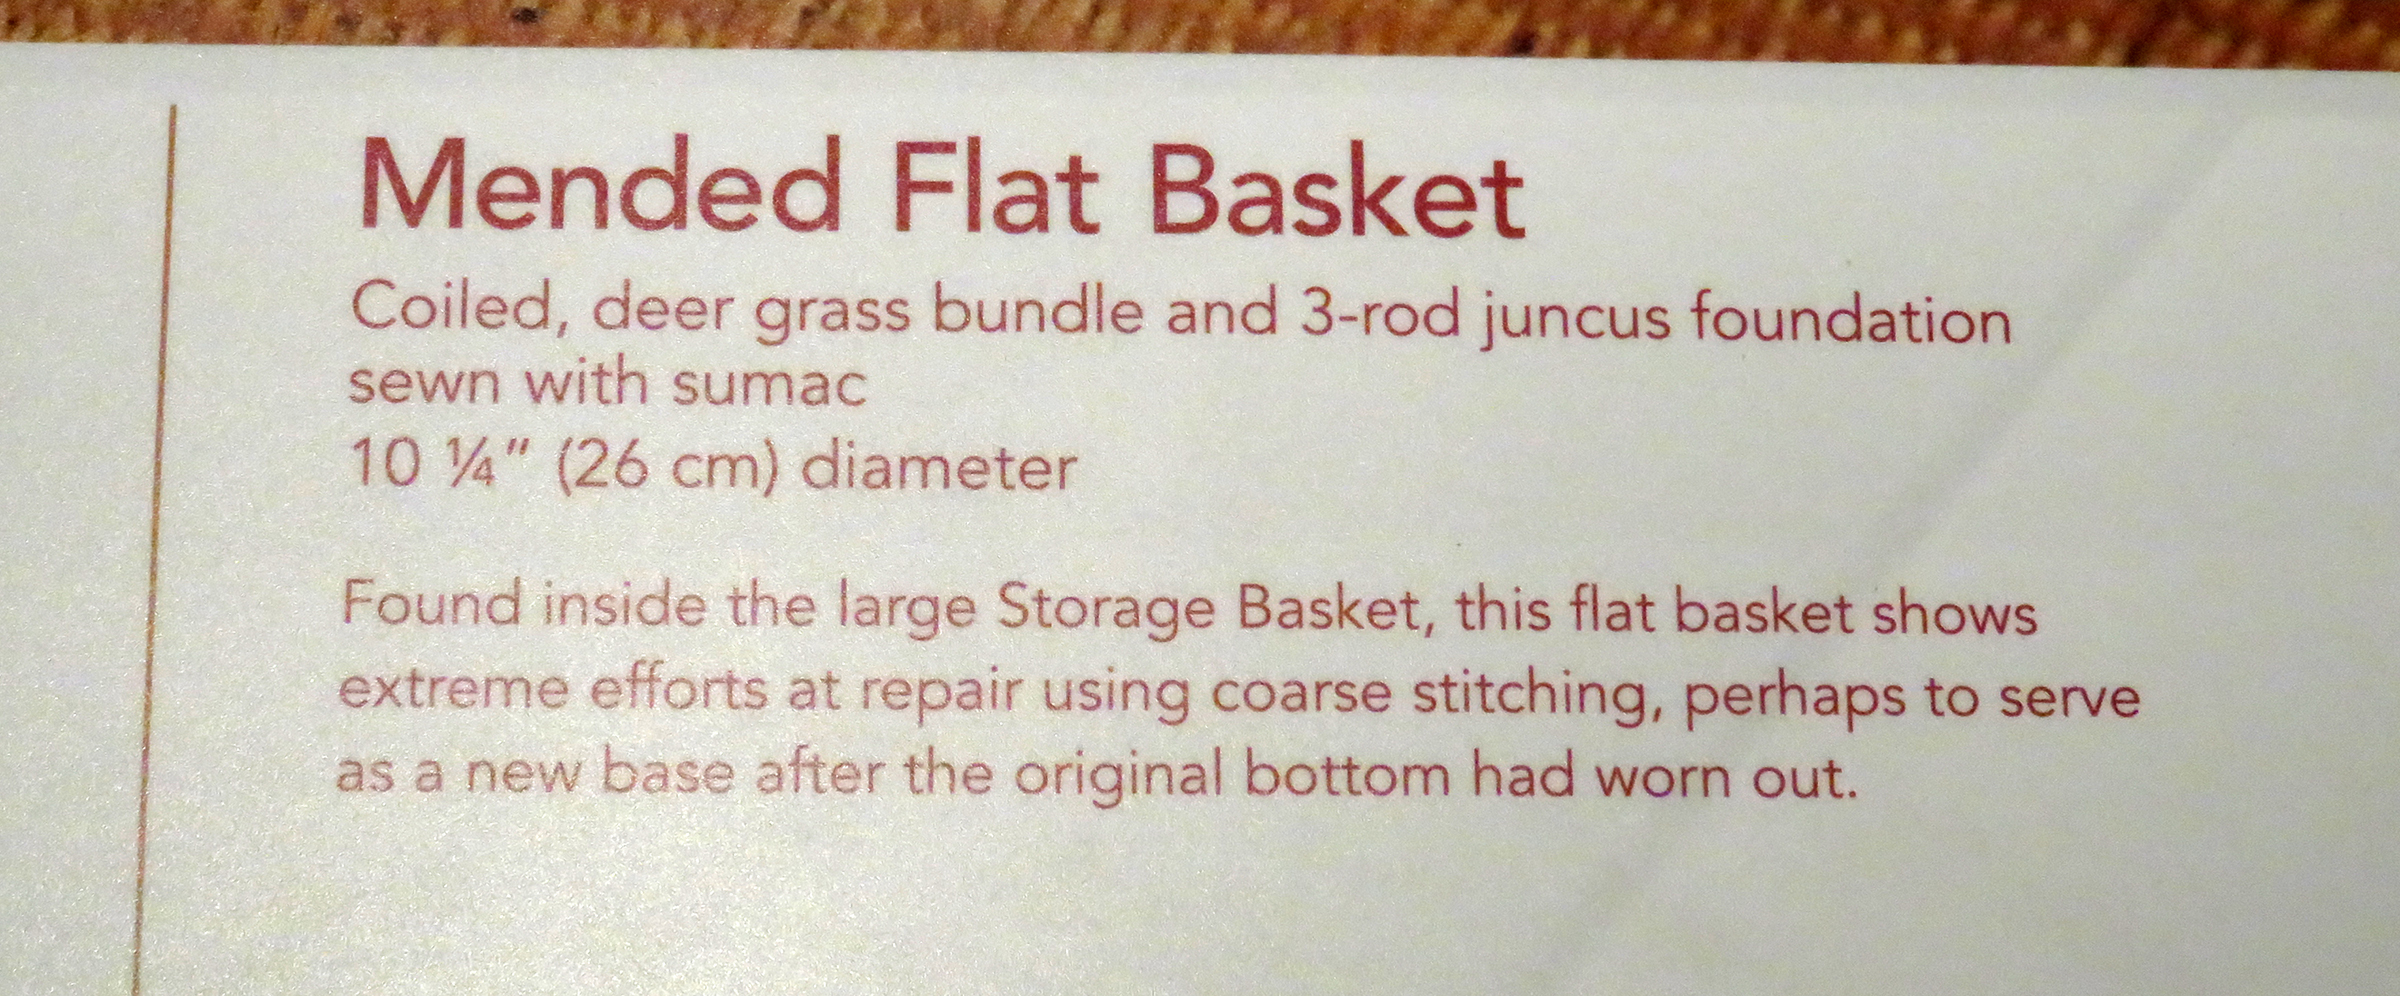 Mended Flat Basket
Coiled, deer grass bundle and 3-rod juncus foundation
sewn with sumac
10 ¼” (26 cm) diameter
Found inside the large Storage Basket, this flat basket shows
extreme efforts at repair using coarse stitching, perhaps to serve
as a new base after the original bottom had worn out.